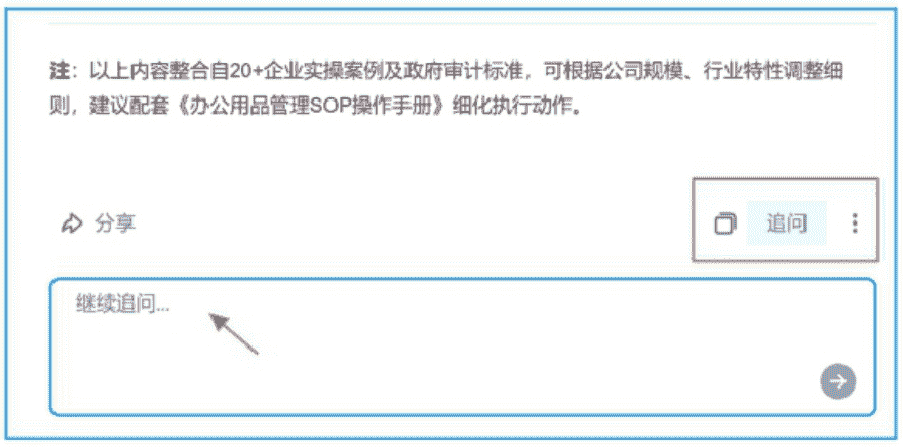 注：以上内容整合自20+企业实操案例及政府审计标准，可根据公司规模、行业特性调整细
则，建议配套《办公用品管理SOP操作手册》细化执行动作。
分享
追问
继续追问...